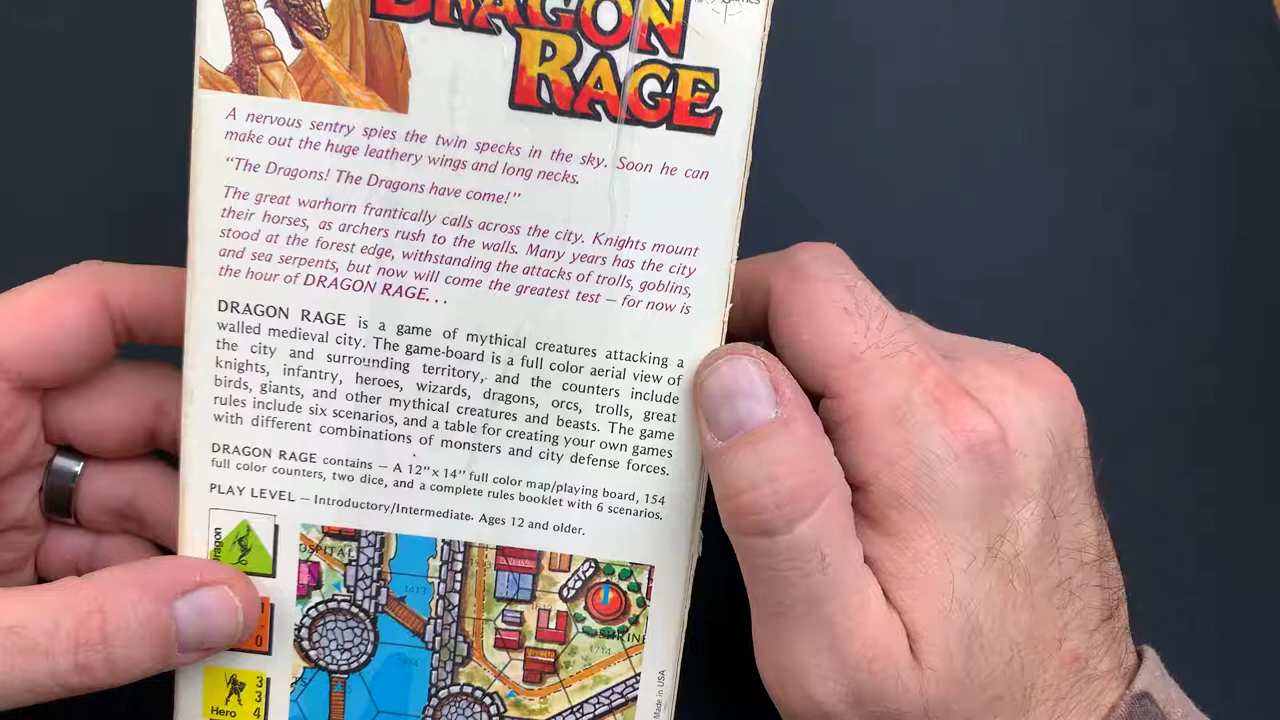 DRAGON
RAGE
A nervous sentry spies the twin specks in the sky. Soon he can
make out the huge leathery wings and long necks.
"The Dragons! The Dragons have come!"
The great warhorn frantically calls across the city. Knights mount
their horses, as archers rush to the walls. Many years has the city
stood at the forest edge, withstanding the attacks of trolls, goblins,
and sea serpents, but now will come the greatest test — for now is
the hour of DRAGON RAGE...
DRAGON RAGE is a game of mythical creatures attacking a
walled medieval city. The game-board is a full color aerial view of
the city and surrounding territory, and the counters include
knights, infantry, heroes, wizards, dragons, orcs, trolls, great
birds, giants, and other mythical creatures and beasts. The game
rules include six scenarios, and a table for creating your own games
with different combinations of monsters and city defense forces.
DRAGON RAGE contains — A 12"x 14" full color map/playing board, 154
full color counters, two dice, and a complete rules booklet with 6 scenarios.
PLAY LEVEL — Introductory/Intermediate. Ages 12 and older.
Dragon
OSPITAL
1413
SHRINE
1714
0
3
3
4
Hero
Made in USA